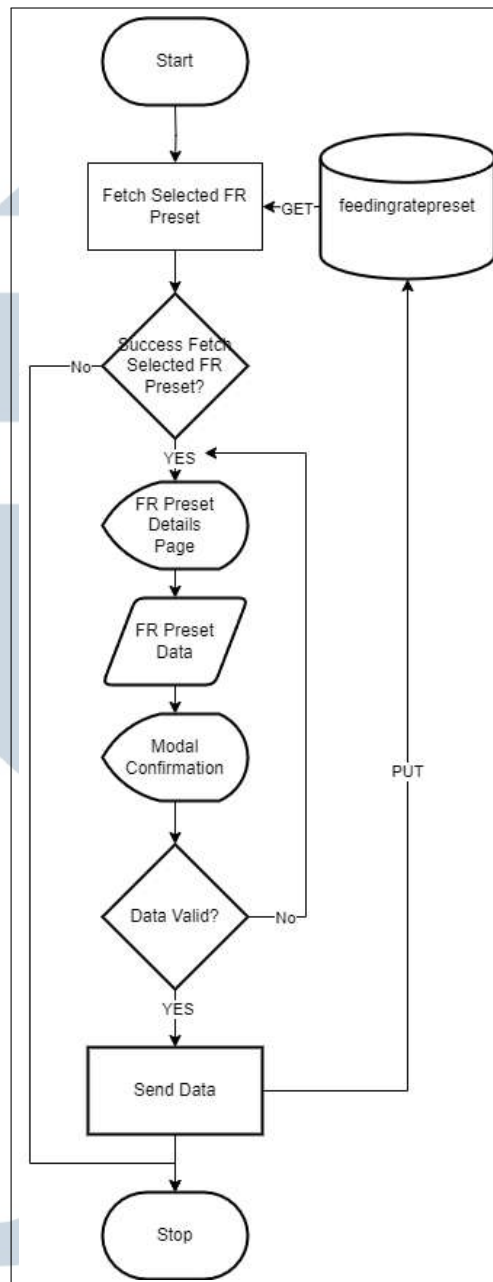 Start
Fetch Selected FR
Preset
GET
feedingratepreset
Success Fetch
Selected FR
Preset?
No
YES
FR Preset
Details
Page
FR Preset
Data
Modal
Confirmation
PUT
Data Valid?
No
YES
Send Data
Stop